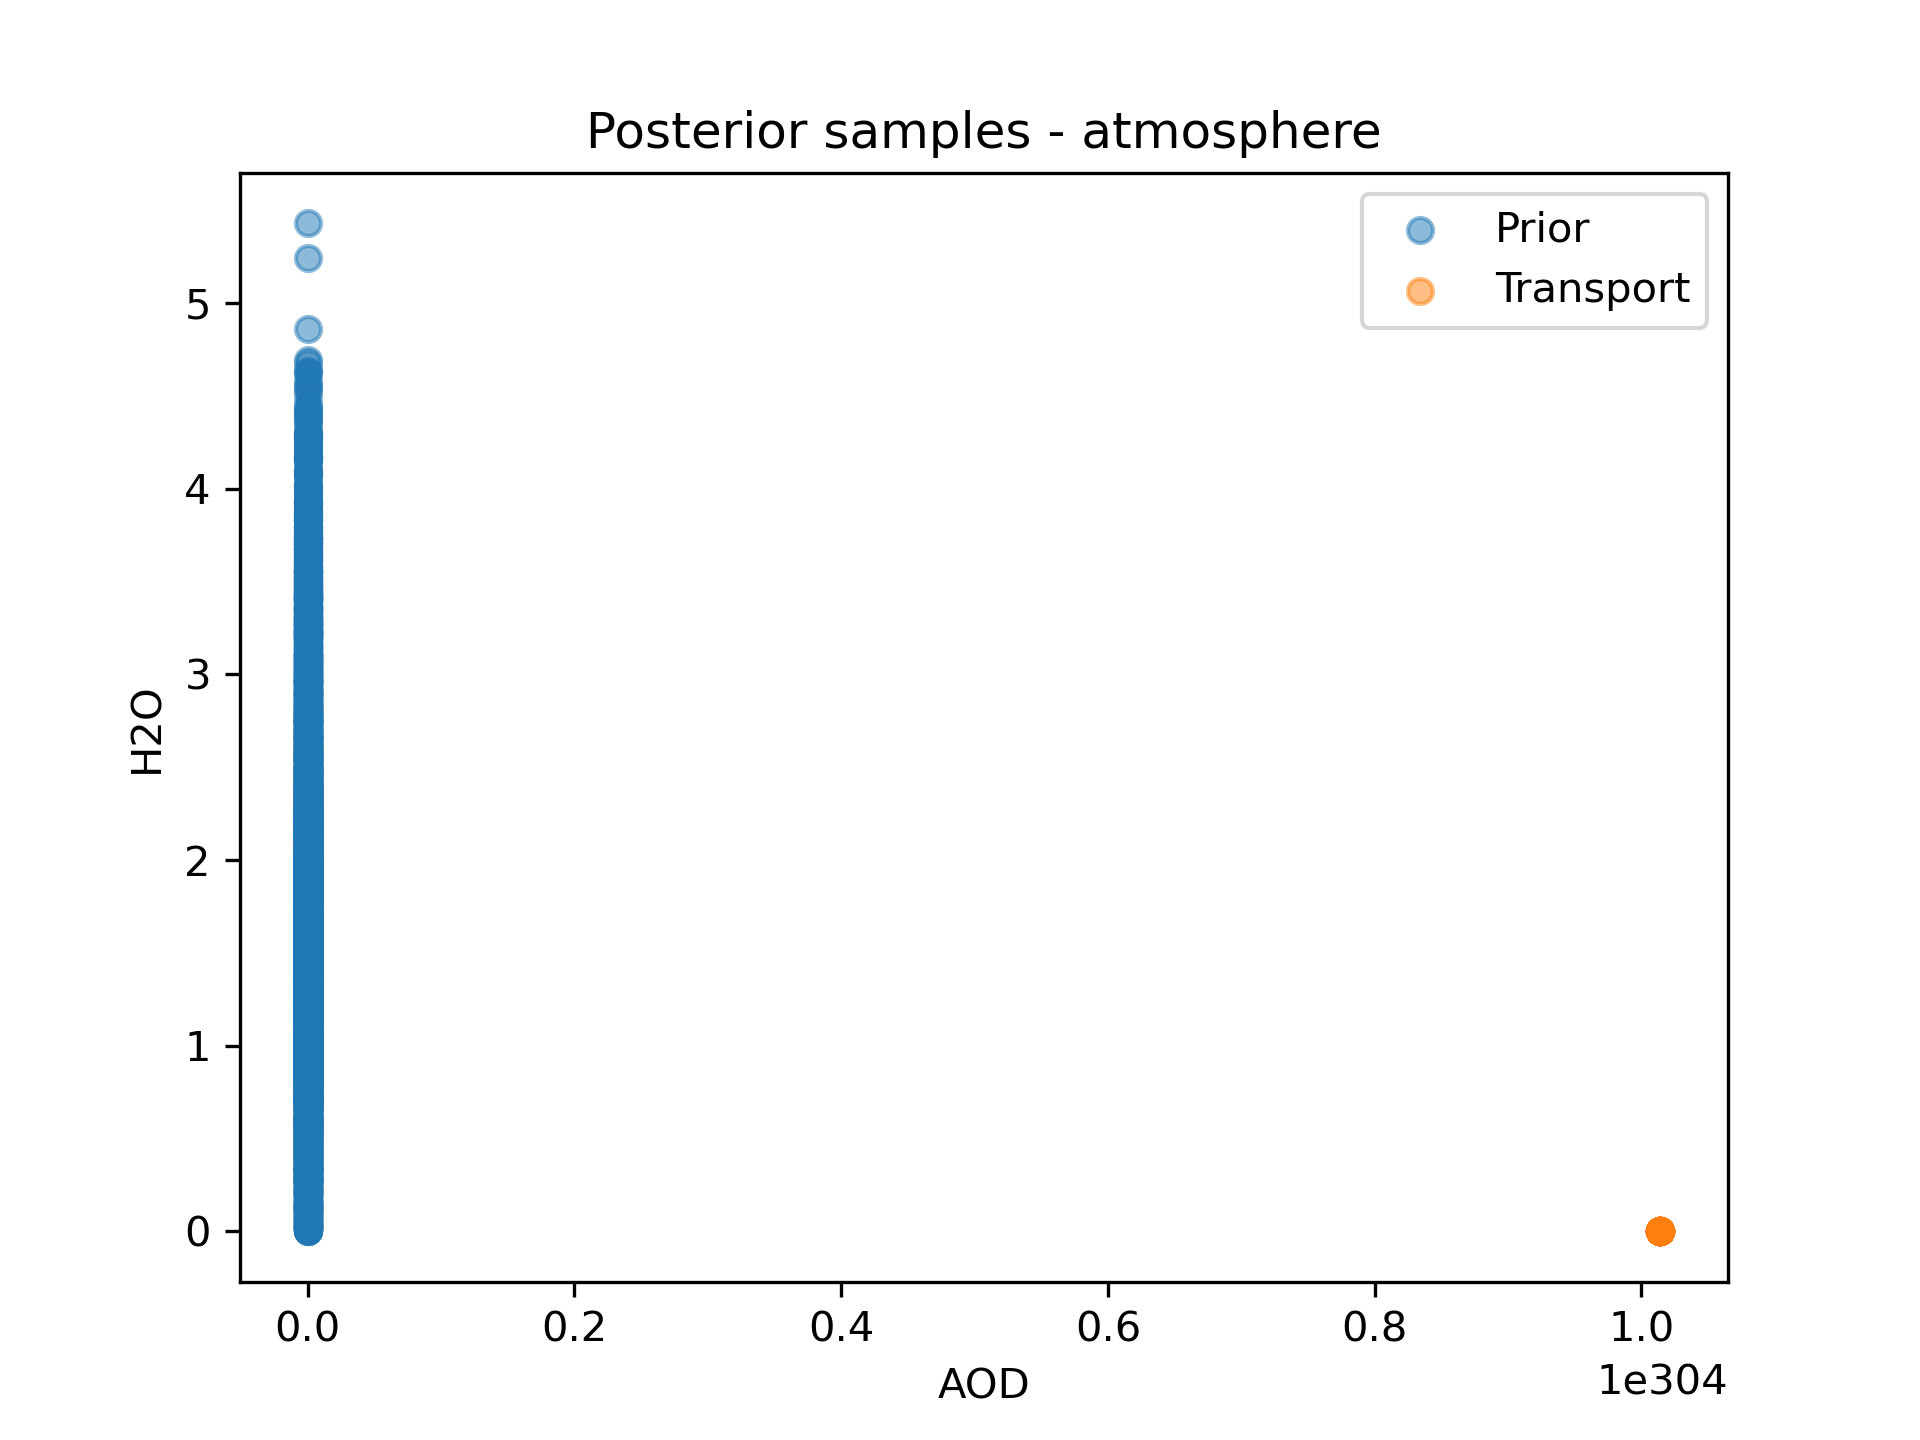 Posterior samples - atmosphere
Prior
Transport
H2O
5
4
3
2
1
0
0.0 0.2 0.4 0.6 0.8 1.0
1e304
AOD